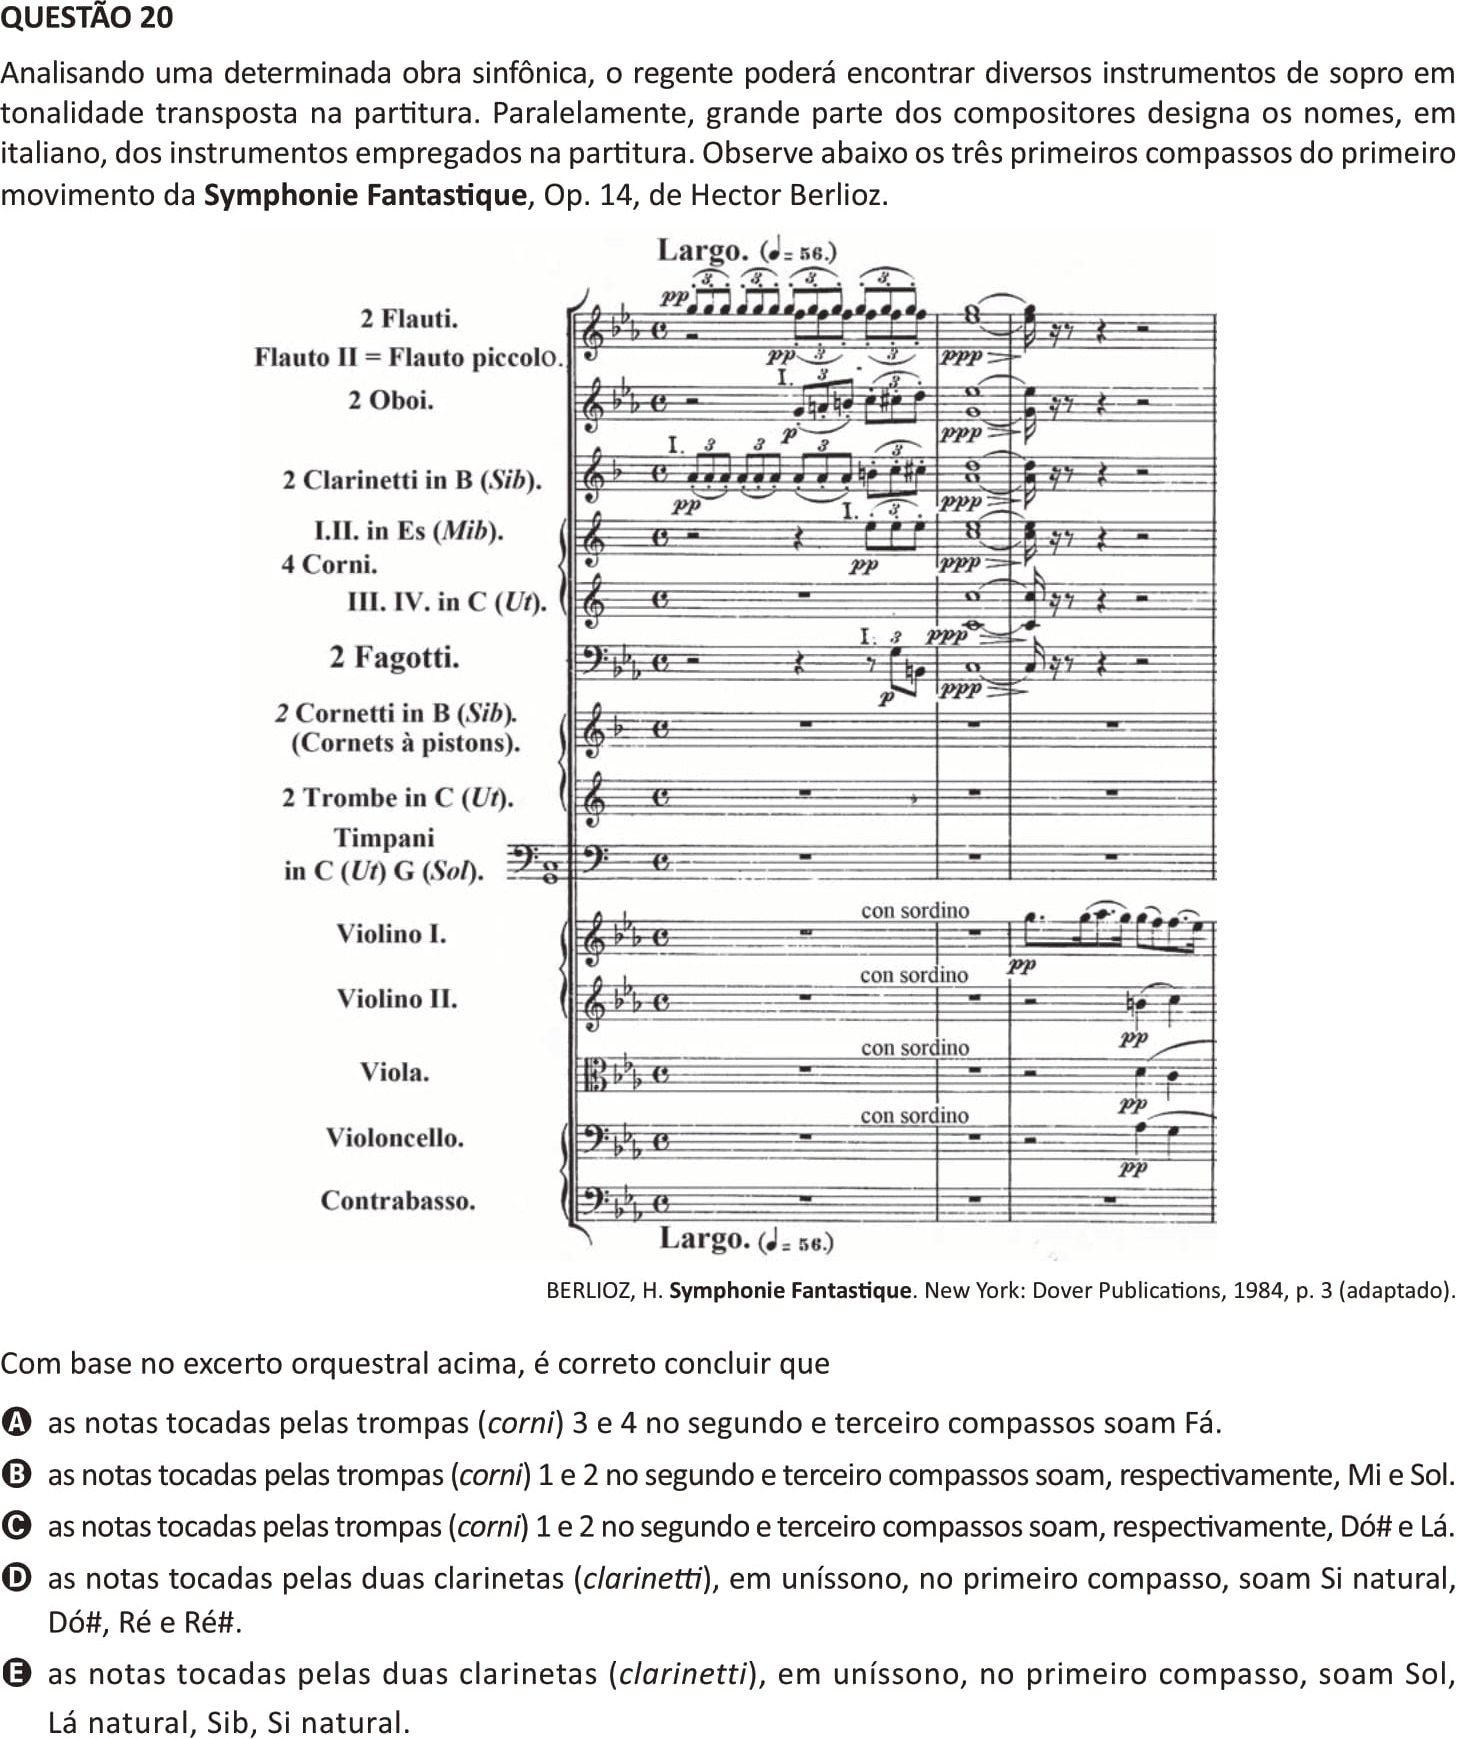 QUESTÃO 20
Analisando uma determinada obra sinfônica, o regente poderá encontrar diversos instrumentos de sopro em
tonalidade transposta na partitura. Paralelamente, grande parte dos compositores designa os nomes, em
italiano, dos instrumentos empregados na partitura. Observe abaixo os três primeiros compassos do primeiro
movimento da Symphonie Fantastique, Op. 14, de Hector Berlioz.
Largo. (♩= 56.)
3 3 3 3
pp
2 Flauti.
Flauto II = Flauto piccolo.
pp 3 3 ppp
I. 3 3
2 Oboi.
p ppp
I. 3 3 3 3
2 Clarinetti in B (Sib).
pp ppp
I. 3
I.II. in Es (Mib).
4 Corni.
pp ppp
III. IV. in C (Ut).
I. 3 ppp
2 Fagotti.
p ppp
2 Cornetti in B (Sib).
(Cornets à pistons).
2 Trombe in C (Ut).
Timpani
in C (Ut) G (Sol).
con sordino
Violino I.
pp
con sordino
Violino II.
pp
con sordino
Viola.
pp
con sordino
Violoncello.
pp
Contrabasso.
Largo. (♩= 56.)
BERLIOZ, H. Symphonie Fantastique. New York: Dover Publications, 1984, p. 3 (adaptado).
Com base no excerto orquestral acima, é correto concluir que
A as notas tocadas pelas trompas (corni) 3 e 4 no segundo e terceiro compassos soam Fá.
B as notas tocadas pelas trompas (corni) 1 e 2 no segundo e terceiro compassos soam, respectivamente, Mi e Sol.
C as notas tocadas pelas trompas (corni) 1 e 2 no segundo e terceiro compassos soam, respectivamente, Dó# e Lá.
D as notas tocadas pelas duas clarinetas (clarinetti), em uníssono, no primeiro compasso, soam Si natural,
Dó#, Ré e Ré#.
E as notas tocadas pelas duas clarinetas (clarinetti), em uníssono, no primeiro compasso, soam Sol,
Lá natural, Sib, Si natural.